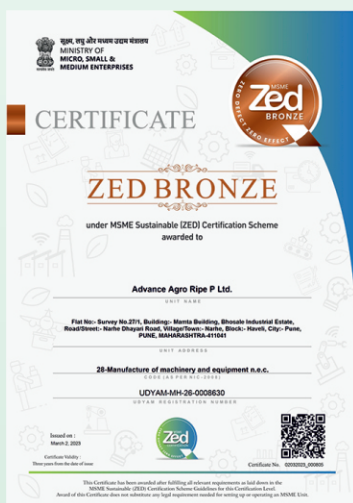 सूक्ष्म, लघु और मध्यम उद्यम मंत्रालय
MINISTRY OF
MICRO, SMALL &
MEDIUM ENTERPRISES
MSME
Zed
BRONZE
ZERO DEFECT ZERO EFFECT
CERTIFICATE
ZED BRONZE
under MSME Sustainable (ZED) Certification Scheme
awarded to
Advance Agro Ripe P Ltd.
UNIT NAME
Flat No:- Survey No.27/1, Building:- Mamta Building, Bhosale Industrial Estate,
Road/Street:- Narhe Dhayari Road, Village/Town:- Narhe, Block:- Haveli, City:- Pune,
PUNE, MAHARASHTRA-411041
UNIT ADDRESS
28-Manufacture of machinery and equipment n.e.c.
CODE (AS PER NIC-2008)
UDYAM-MH-26-0008630
UDYAM REGISTRATION NUMBER
Issued on :
March 2, 2023
Certificate Validity :
Three years from the date of issue
Zed
Certificate No.
This Certificate has been awarded after fulfilling all relevant requirements as laid down in the
MSME Sustainable (ZED) Certification Scheme Guidelines for this Certification Level.
Award of this Certificate does not substitute any legal requirement needed for setting up or operating an MSME Unit.